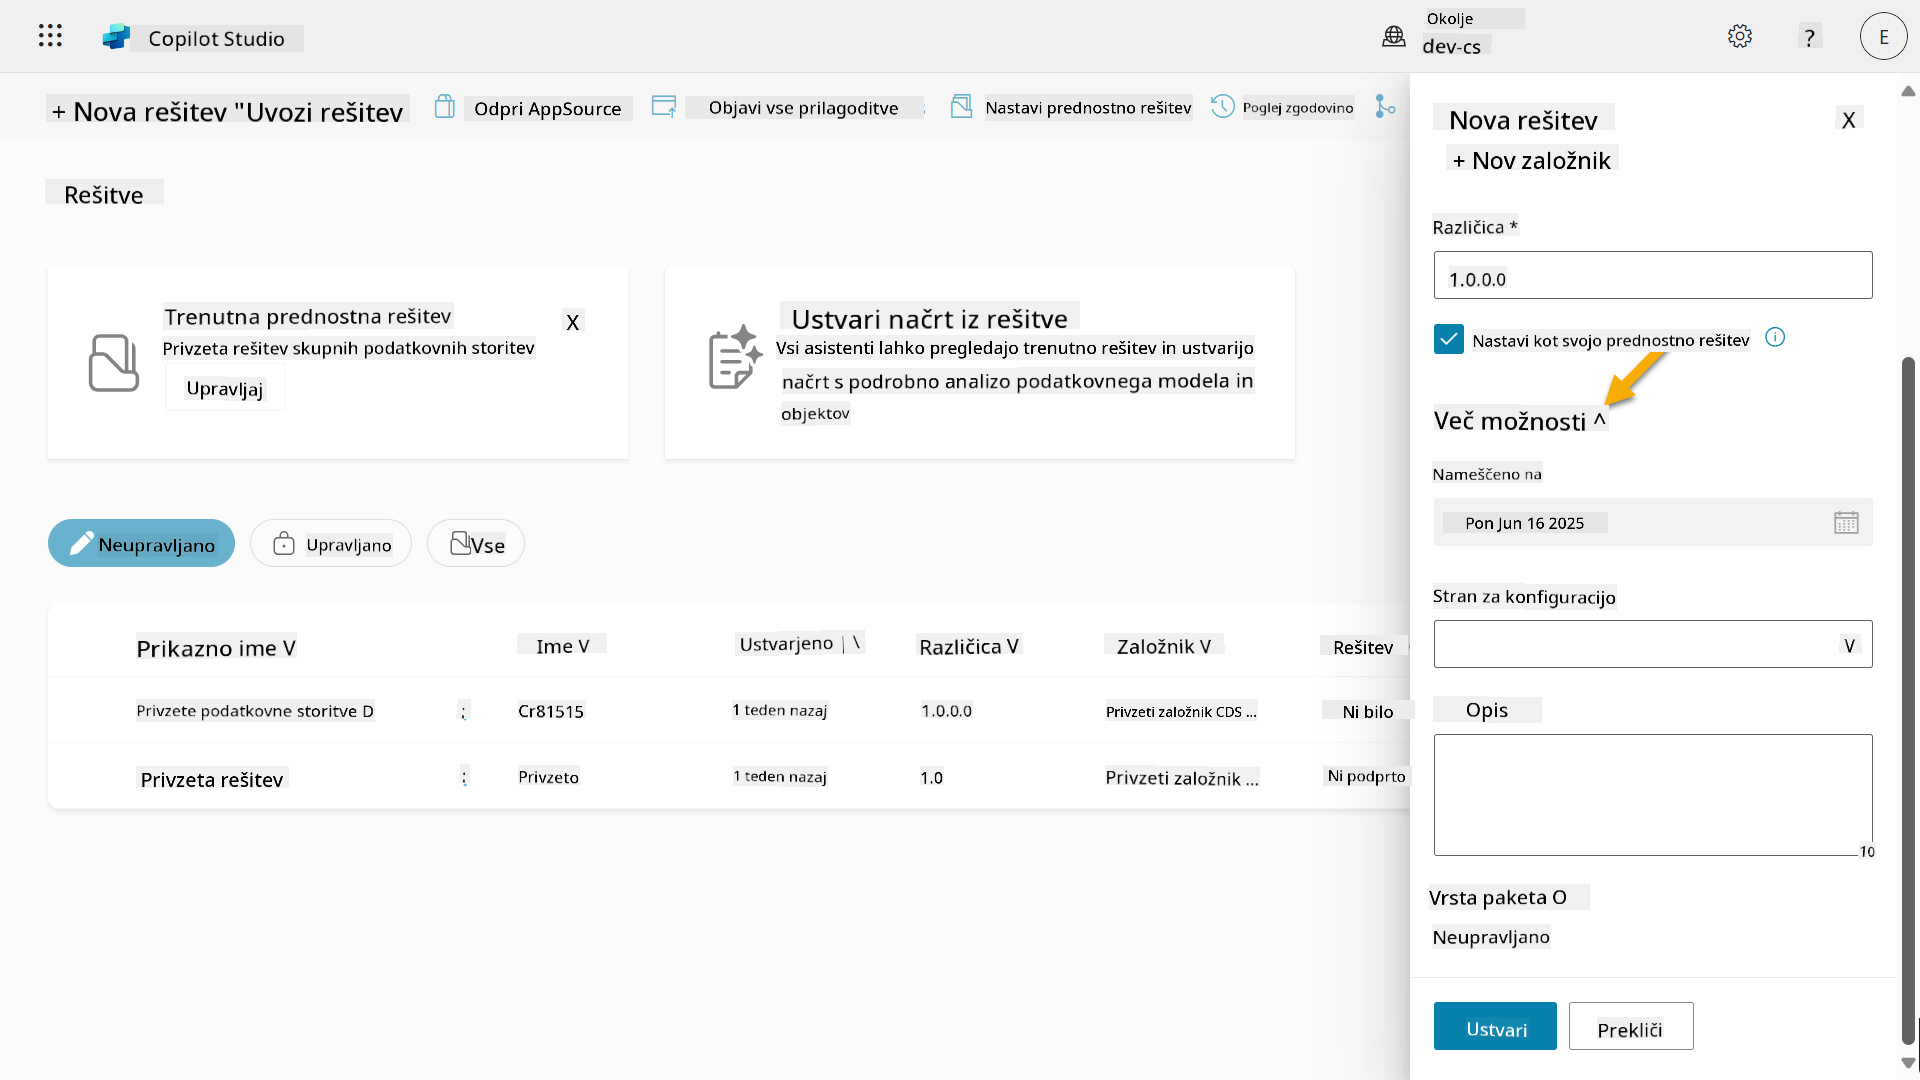 Copilot Studio
Okolje
dev-cs
?
E
+ Nova rešitev "Uvozi rešitev
Odpri AppSource
Objavi vse prilagoditve
Nastavi prednostno rešitev
Poglej zgodovino
Rešitve
Trenutna prednostna rešitev
X
Privzeta rešitev skupnih podatkovnih storitev
Upravljaj
Ustvari načrt iz rešitve
Vsi asistenti lahko pregledajo trenutno rešitev in ustvarijo
načrt s podrobno analizo podatkovnega modela in
objektov
Neupravljano
Upravljano
Vse
Prikazno ime V
Ime V
Ustvarjeno | \
Različica V
Založnik V
Rešitev
Privzete podatkovne storitve D
:
Cr81515
1 teden nazaj
1.0.0.0
Privzeti založnik CDS ...
Ni bilo
Privzeta rešitev
:
Privzeto
1 teden nazaj
1.0
Privzeti založnik ...
Ni podprto
Nova rešitev
X
+ Nov založnik
Različica *
1.0.0.0
Nastavi kot svojo prednostno rešitev
Več možnosti ^
Nameščeno na
Pon Jun 16 2025
Stran za konfiguracijo
V
Opis
10
Vrsta paketa O
Neupravljano
Ustvari
Prekliči